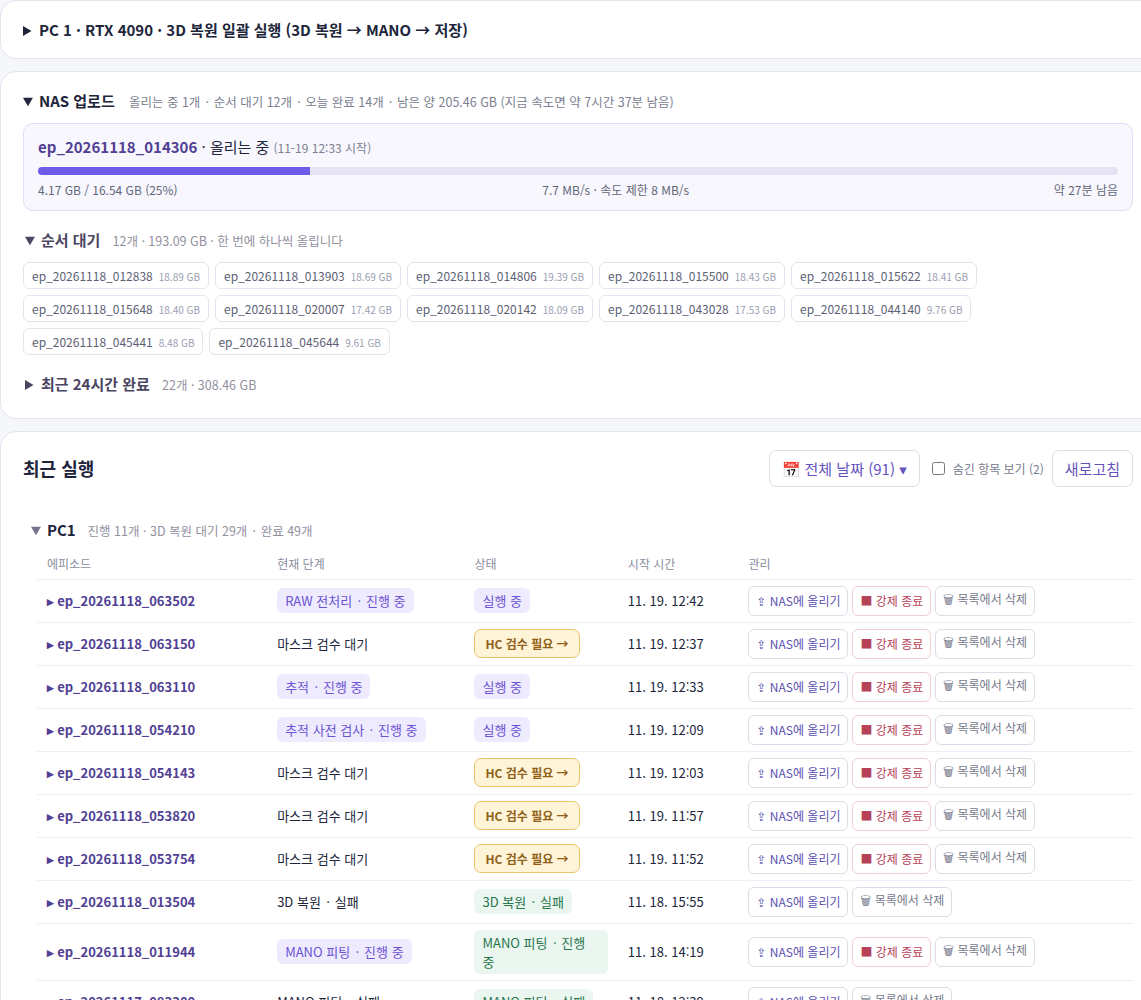 ▶ PC 1 · RTX 4090 · 3D 복원 일괄 실행 (3D 복원 → MANO → 저장)
▼ NAS 업로드 올리는 중 1개 · 순서 대기 12개 · 오늘 완료 14개 · 남은 양 205.46 GB (지금 속도면 약 7시간 37분 남음)
ep_20261118_014306 · 올리는 중 (11-19 12:33 시작)
4.17 GB / 16.54 GB (25%) 7.7 MB/s · 속도 제한 8 MB/s 약 27분 남음
▼ 순서 대기 12개 · 193.09 GB · 한 번에 하나씩 올립니다
ep_20261118_012838 18.89 GB ep_20261118_013903 18.69 GB ep_20261118_014806 19.39 GB ep_20261118_015500 18.43 GB ep_20261118_015622 18.41 GB
ep_20261118_015648 18.40 GB ep_20261118_020007 17.42 GB ep_20261118_020142 18.09 GB ep_20261118_043028 17.53 GB ep_20261118_044140 9.76 GB
ep_20261118_045441 8.48 GB ep_20261118_045644 9.61 GB
▶ 최근 24시간 완료 22개 · 308.46 GB
최근 실행 📅 전체 날짜 (91) ▾ 숨긴 항목 보기 (2) 새로고침
▼ PC1 진행 11개 · 3D 복원 대기 29개 · 완료 49개
에피소드 현재 단계 상태 시작 시간 관리
▸ ep_20261118_063502 RAW 전처리 · 진행 중 실행 중 11. 19. 12:42 ⇪ NAS에 올리기 ■ 강제 종료 🗑 목록에서 삭제
▸ ep_20261118_063150 마스크 검수 대기 HC 검수 필요 → 11. 19. 12:37 ⇪ NAS에 올리기 ■ 강제 종료 🗑 목록에서 삭제
▸ ep_20261118_063110 추적 · 진행 중 실행 중 11. 19. 12:33 ⇪ NAS에 올리기 ■ 강제 종료 🗑 목록에서 삭제
▸ ep_20261118_054210 추적 사전 검사 · 진행 중 실행 중 11. 19. 12:09 ⇪ NAS에 올리기 ■ 강제 종료 🗑 목록에서 삭제
▸ ep_20261118_054143 마스크 검수 대기 HC 검수 필요 → 11. 19. 12:03 ⇪ NAS에 올리기 ■ 강제 종료 🗑 목록에서 삭제
▸ ep_20261118_053820 마스크 검수 대기 HC 검수 필요 → 11. 19. 11:57 ⇪ NAS에 올리기 ■ 강제 종료 🗑 목록에서 삭제
▸ ep_20261118_053754 마스크 검수 대기 HC 검수 필요 → 11. 19. 11:52 ⇪ NAS에 올리기 ■ 강제 종료 🗑 목록에서 삭제
▸ ep_20261118_013504 3D 복원 · 실패 3D 복원 · 실패 11. 18. 15:55 ⇪ NAS에 올리기 🗑 목록에서 삭제
▸ ep_20261118_011944 MANO 피팅 · 진행 중 MANO 피팅 · 진행 중 11. 18. 14:19 ⇪ NAS에 올리기 ■ 강제 종료 🗑 목록에서 삭제